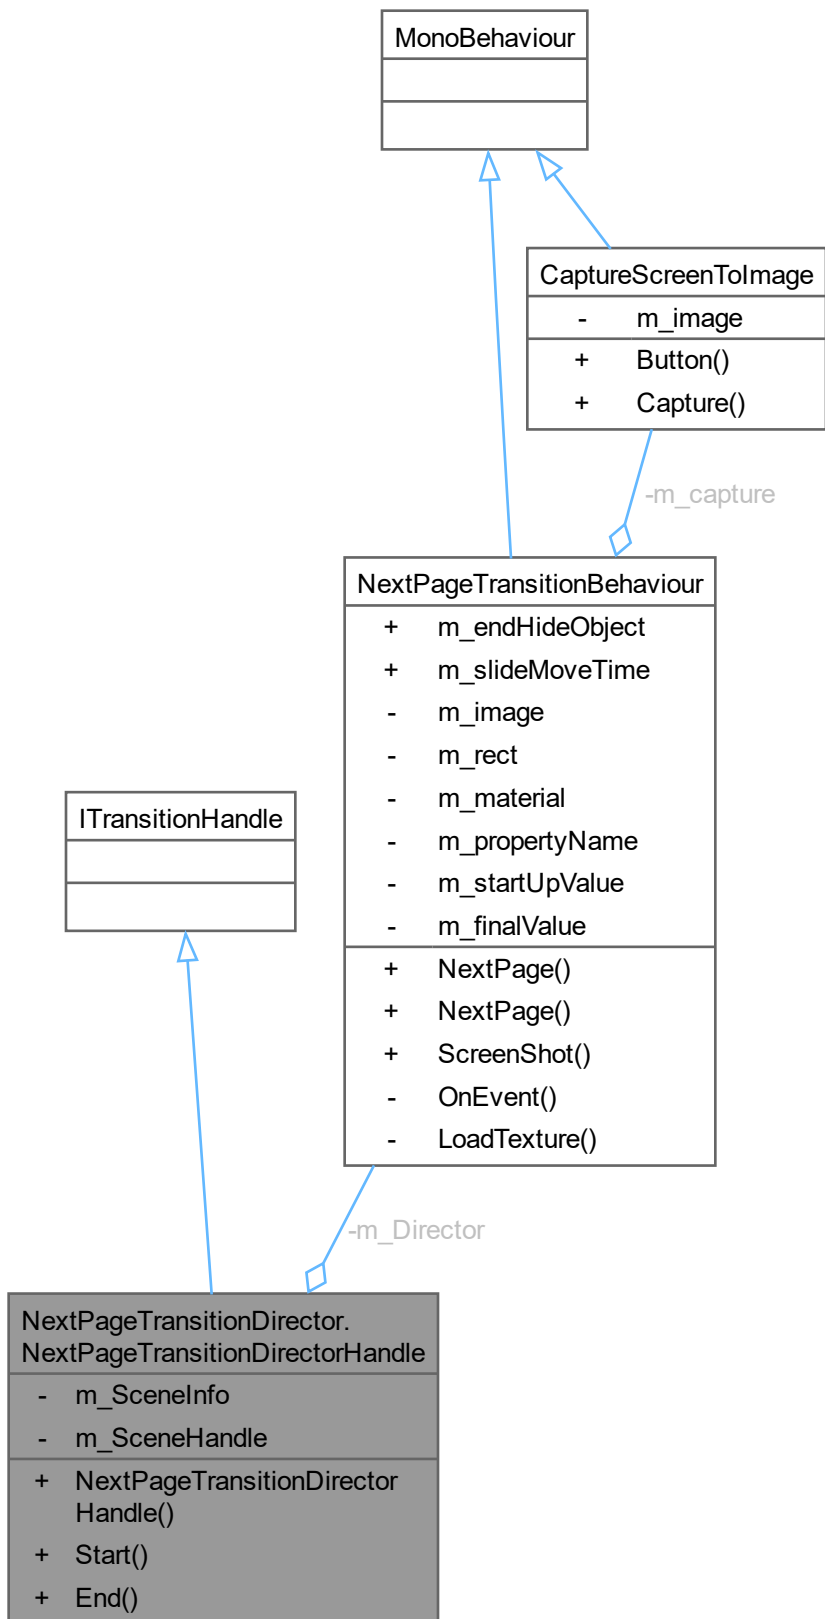 MonoBehaviour
CaptureScreenToImage
- m_image
+ Button()
+ Capture()
-m_capture
NextPageTransitionBehaviour
+ m_endHideObject
+ m_slideMoveTime
- m_image
- m_rect
- m_material
- m_propertyName
- m_startUpValue
- m_finalValue
+ NextPage()
+ NextPage()
+ ScreenShot()
- OnEvent()
- LoadTexture()
ITransitionHandle
-m_Director
NextPageTransitionDirector.
NextPageTransitionDirectorHandle
- m_SceneInfo
- m_SceneHandle
+ NextPageTransitionDirector
Handle()
+ Start()
+ End()